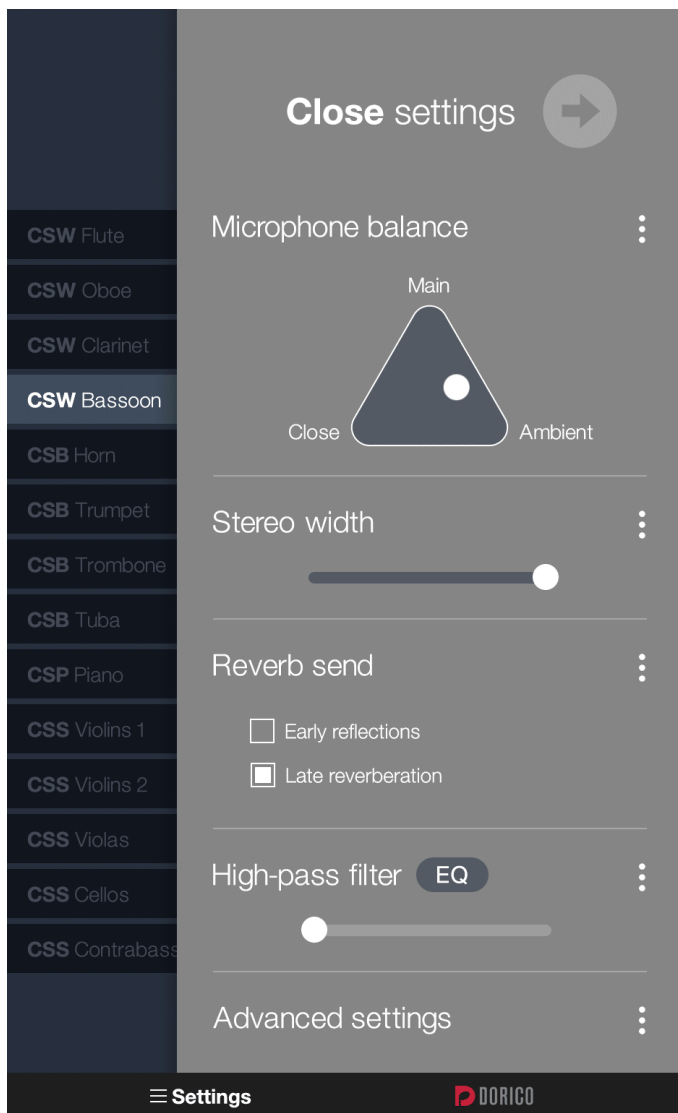 Close settings
CSW Flute
CSW Oboe
CSW Clarinet
CSW Bassoon
CSB Horn
CSB Trumpet
CSB Trombone
CSB Tuba
CSP Piano
CSS Violins 1
CSS Violins 2
CSS Violas
CSS Cellos
CSS Contrabass
Microphone balance
Main
Close
Ambient
Stereo width
Reverb send
Early reflections
Late reverberation
High-pass filter EQ
Advanced settings
Settings
DORICO